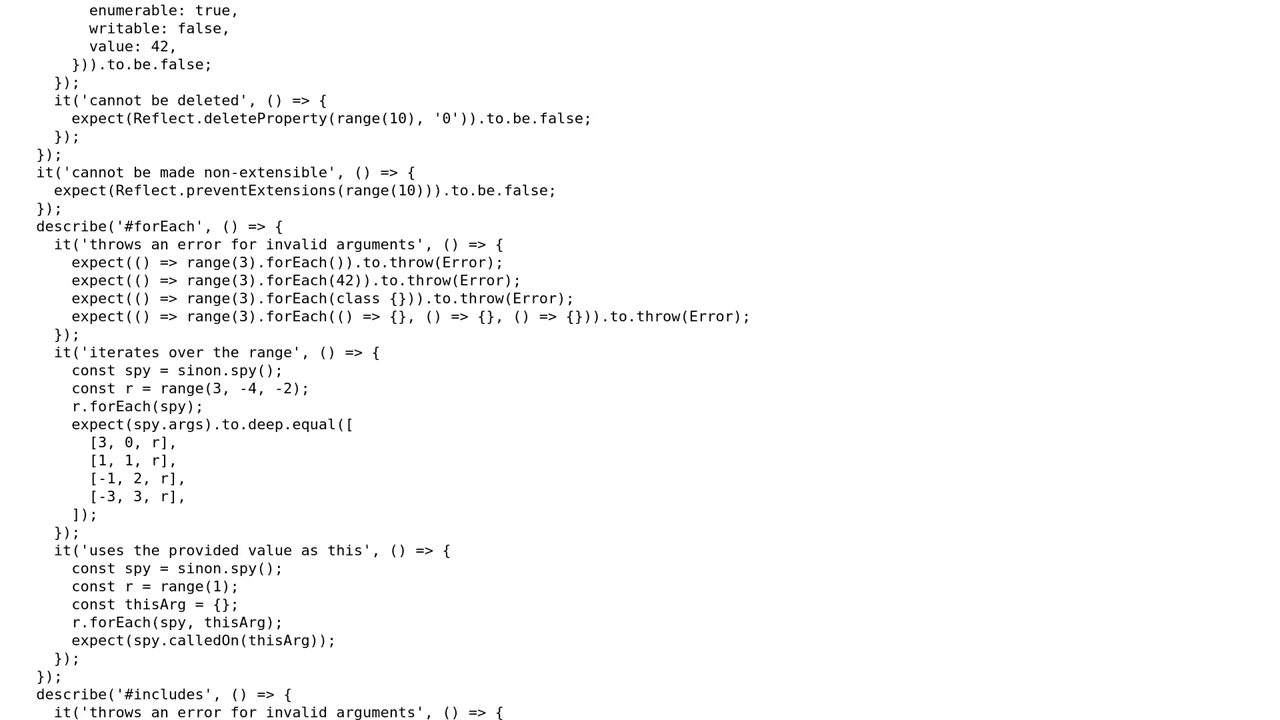 enumerable: true,
      writable: false,
      value: 42,
    })).to.be.false;
  });
  it('cannot be deleted', () => {
    expect(Reflect.deleteProperty(range(10), '0')).to.be.false;
  });
});
it('cannot be made non-extensible', () => {
  expect(Reflect.preventExtensions(range(10))).to.be.false;
});
describe('#forEach', () => {
  it('throws an error for invalid arguments', () => {
    expect(() => range(3).forEach()).to.throw(Error);
    expect(() => range(3).forEach(42)).to.throw(Error);
    expect(() => range(3).forEach(class {})).to.throw(Error);
    expect(() => range(3).forEach(() => {}, () => {}, () => {})).to.throw(Error);
  });
  it('iterates over the range', () => {
    const spy = sinon.spy();
    const r = range(3, -4, -2);
    r.forEach(spy);
    expect(spy.args).to.deep.equal([
      [3, 0, r],
      [1, 1, r],
      [-1, 2, r],
      [-3, 3, r],
    ]);
  });
  it('uses the provided value as this', () => {
    const spy = sinon.spy();
    const r = range(1);
    const thisArg = {};
    r.forEach(spy, thisArg);
    expect(spy.calledOn(thisArg));
  });
});
describe('#includes', () => {
  it('throws an error for invalid arguments', () => {